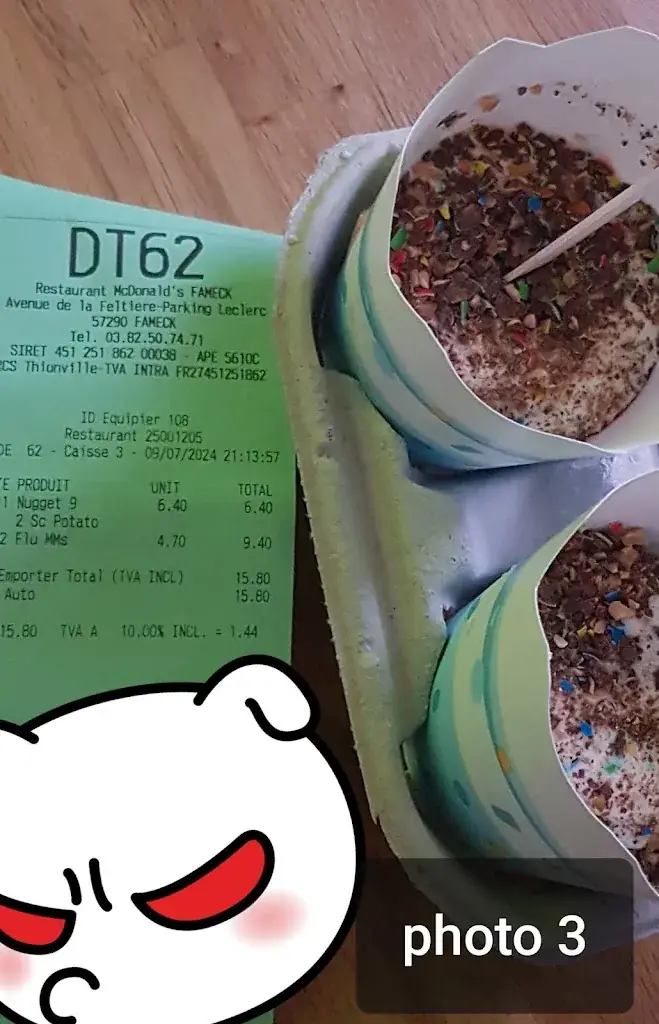 DT62
Restaurant McDonald's FAMECK
Avenue de la Feltiere-Parking Leclerc
57290 FAMECK
Tel. 03.82.50.74.71
SIRET 451 251 862 00038 - APE 5610C
RCS Thionville-TVA INTRA FR27451251862
ID Equipier 108
Restaurant 25001205
DE 62 - Caisse 3 - 09/07/2024 21:13:57
E PRODUIT UNIT TOTAL
1 Nugget 9 6.40 6.40
2 Sc Potato
2 Flu MMs 4.70 9.40
Emporter Total (TVA INCL) 15.80
Auto 15.80
15.80 TVA A 10.00% INCL. = 1.44
photo 3